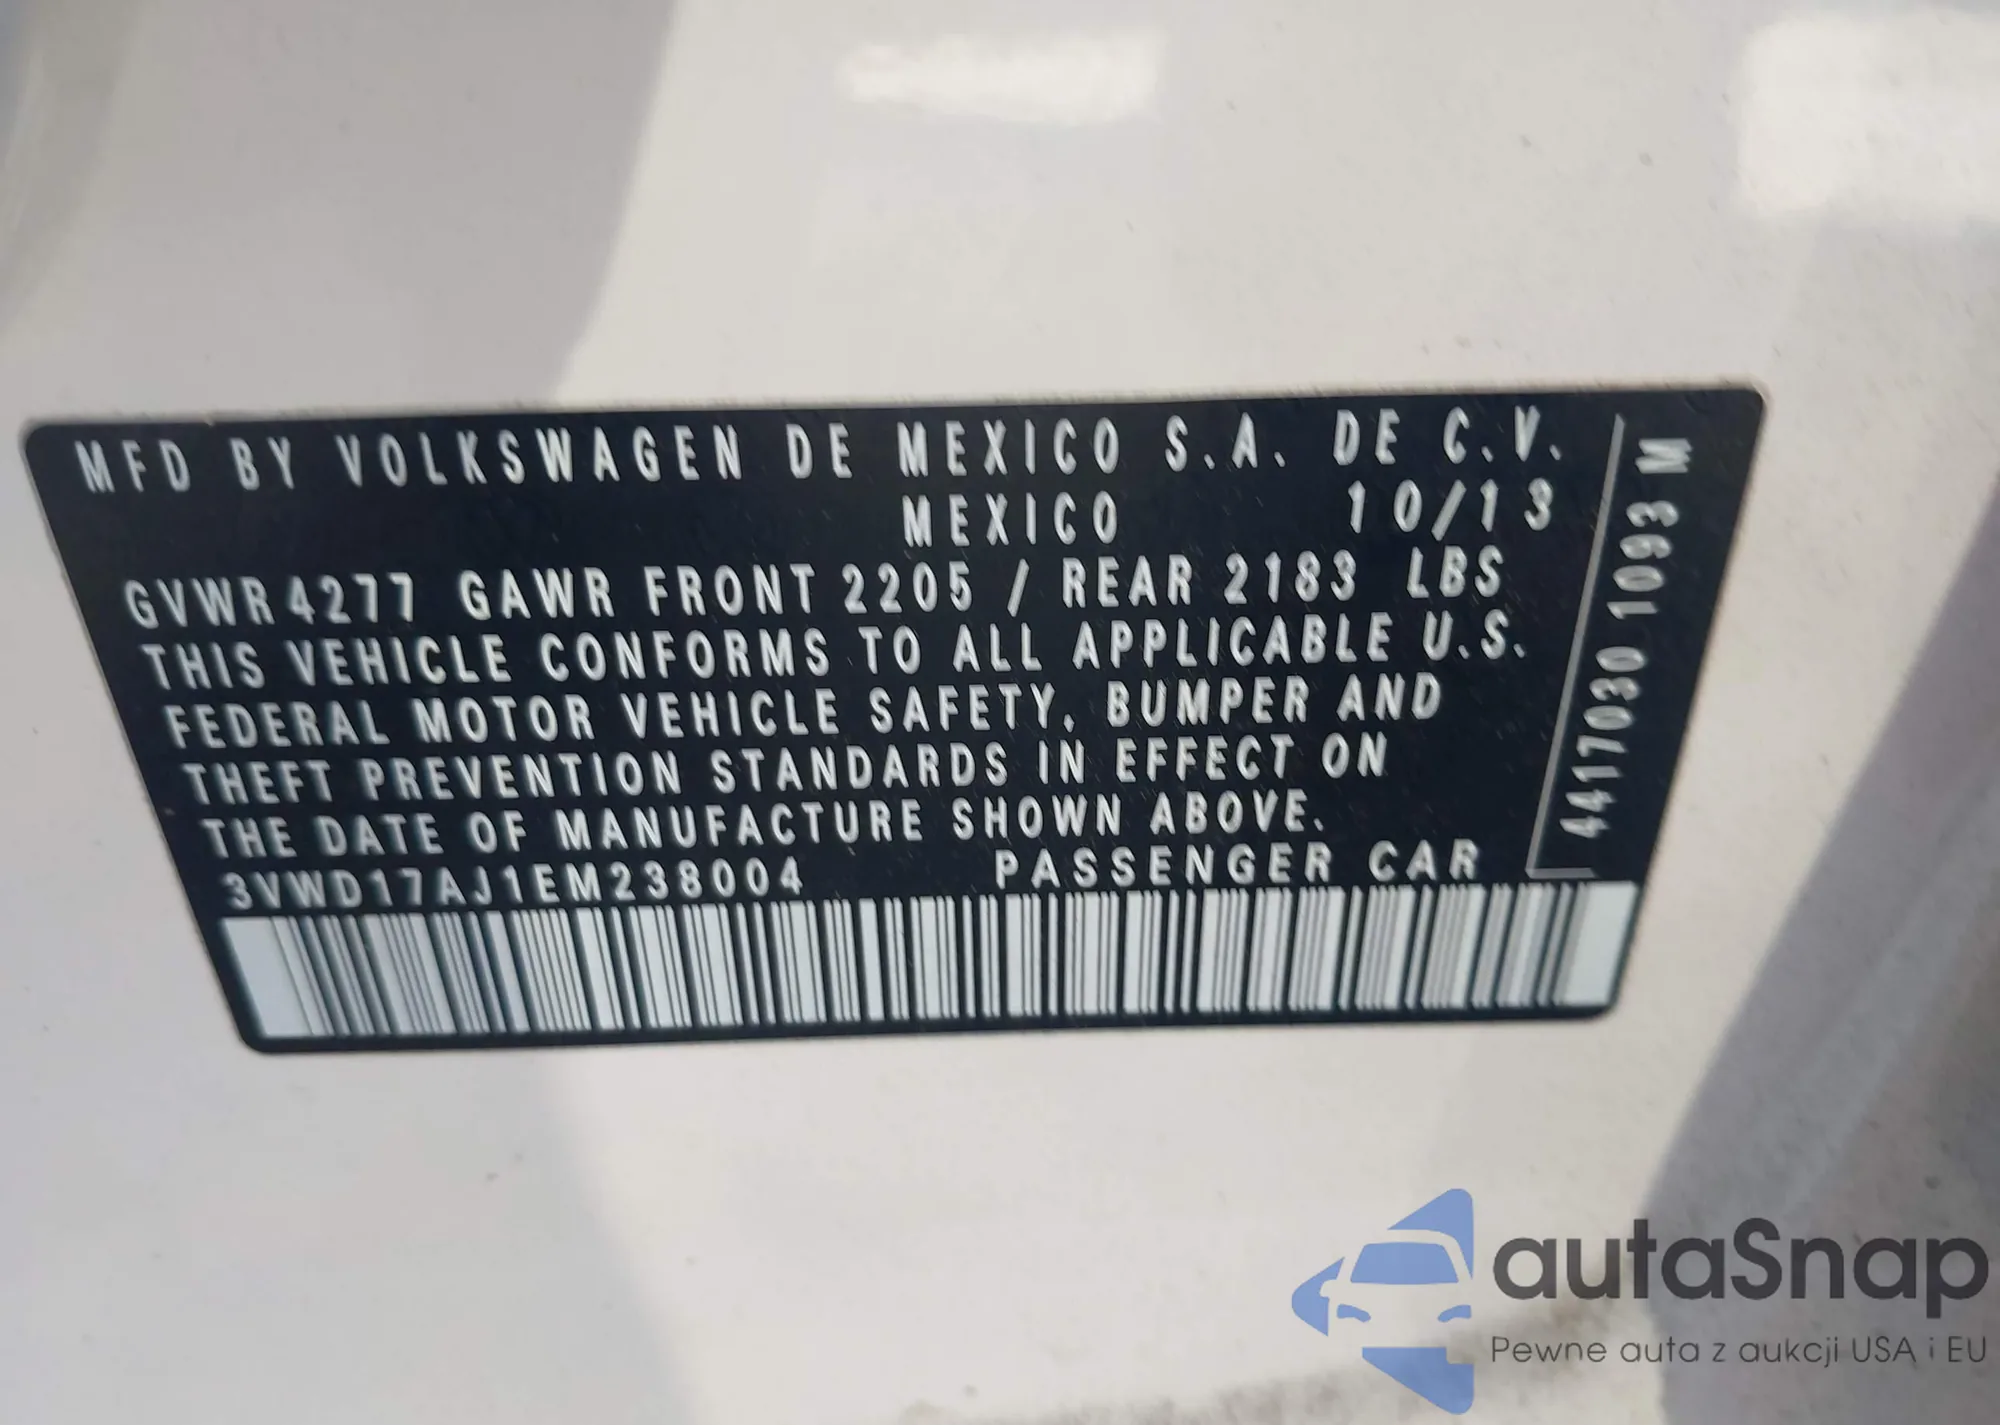 MFD BY VOLKSWAGEN DE MEXICO S.A. DE C.V.
MEXICO 10/13
GVWR 4277 GAWR FRONT 2205 / REAR 2183 LBS
THIS VEHICLE CONFORMS TO ALL APPLICABLE U.S.
FEDERAL MOTOR VEHICLE SAFETY, BUMPER AND
THEFT PREVENTION STANDARDS IN EFFECT ON
THE DATE OF MANUFACTURE SHOWN ABOVE.
3VWD17AJ1EM238004 PASSENGER CAR
4417030 1093 M
autaSnap
Pewne auta z aukcji USA i EU